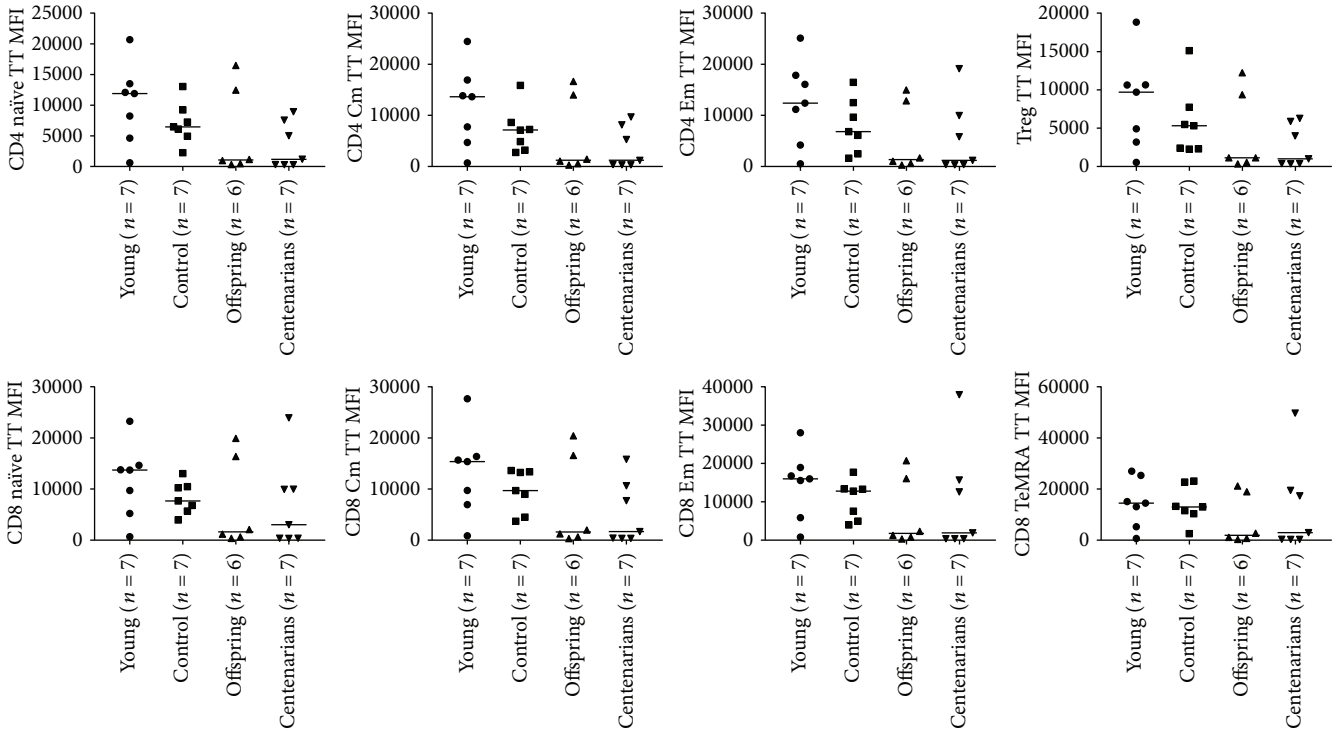 CD4 naïve TT MFI
25000
20000
15000
10000
5000
0
Young (n = 7)
Control (n = 7)
Offspring (n = 6)
Centenarians (n = 7)
CD4 Cm TT MFI
30000
20000
10000
0
Young (n = 7)
Control (n = 7)
Offspring (n = 6)
Centenarians (n = 7)
CD4 Em TT MFI
30000
20000
10000
0
Young (n = 7)
Control (n = 7)
Offspring (n = 6)
Centenarians (n = 7)
Treg TT MFI
20000
15000
10000
5000
0
Young (n = 7)
Control (n = 7)
Offspring (n = 6)
Centenarians (n = 7)
CD8 naïve TT MFI
30000
20000
10000
0
Young (n = 7)
Control (n = 7)
Offspring (n = 6)
Centenarians (n = 7)
CD8 Cm TT MFI
30000
20000
10000
0
Young (n = 7)
Control (n = 7)
Offspring (n = 6)
Centenarians (n = 7)
CD8 Em TT MFI
40000
30000
20000
10000
0
Young (n = 7)
Control (n = 7)
Offspring (n = 6)
Centenarians (n = 7)
CD8 TeMRA TT MFI
60000
40000
20000
0
Young (n = 7)
Control (n = 7)
Offspring (n = 6)
Centenarians (n = 7)